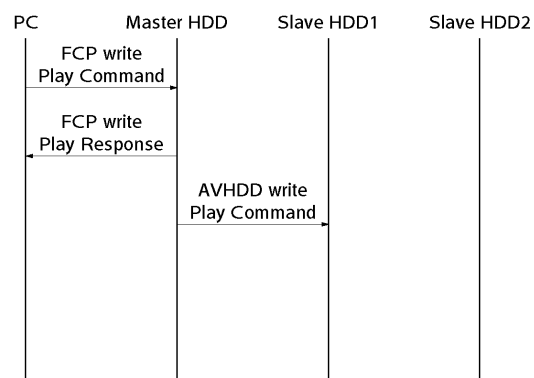 PC Master HDD Slave HDD1 Slave HDD2
FCP write
Play Command
FCP write
Play Response
AVHDD write
Play Command